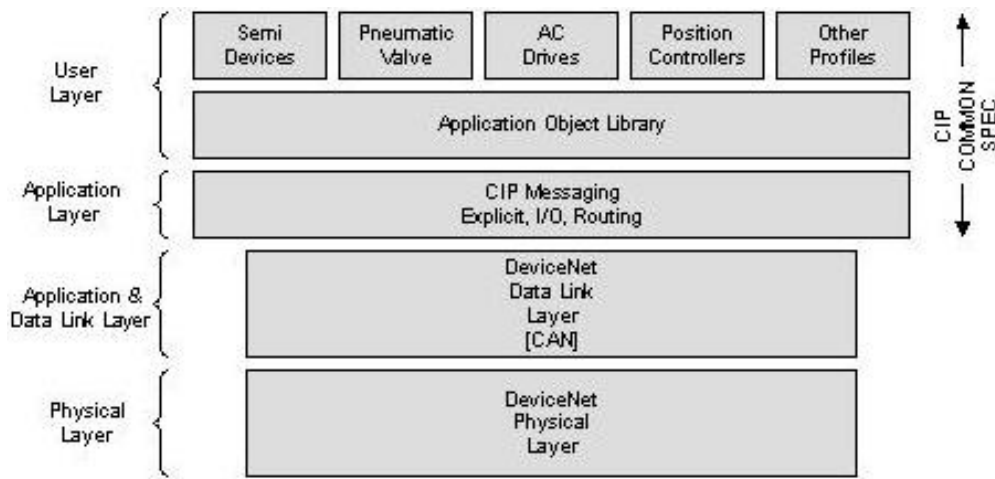 Semi
Devices
Pneumatic
Valve
AC
Drives
Position
Controllers
Other
Profiles
User
Layer
Application Object Library
CIP
COMMON
SPEC
Application
Layer
CIP Messaging
Explicit, I/O, Routing
Application &
Data Link Layer
DeviceNet
Data Link
Layer
[CAN]
Physical
Layer
DeviceNet
Physical
Layer